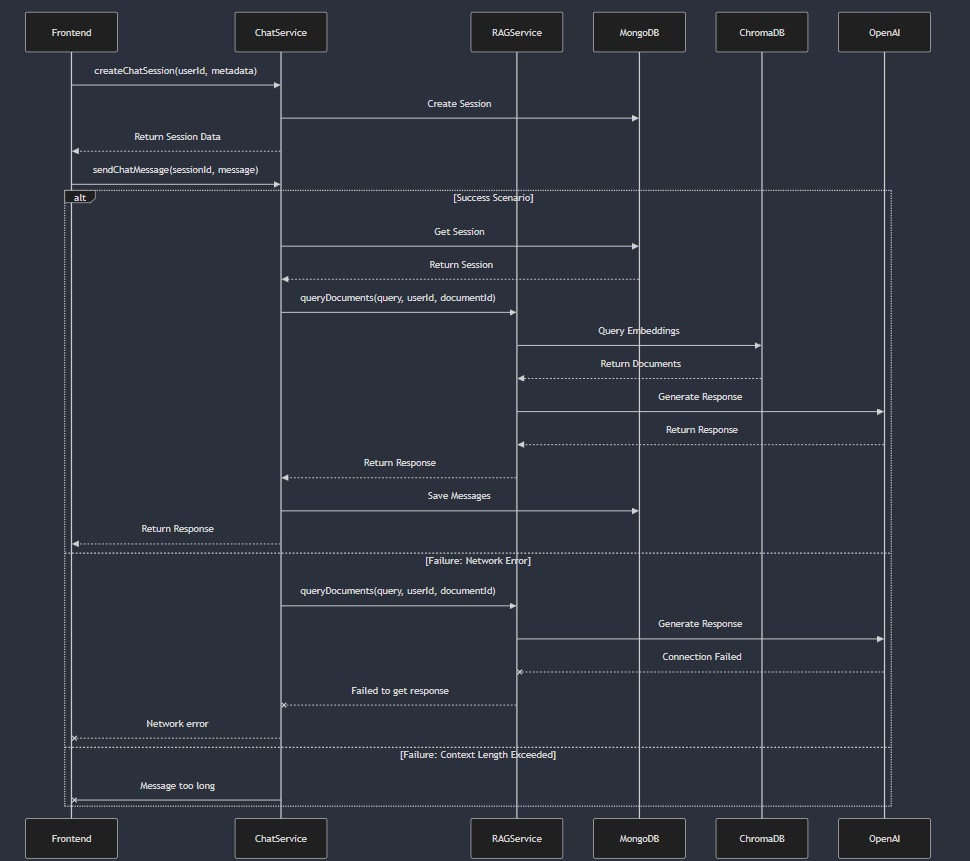 Frontend ChatService RAGService MongoDB ChromaDB OpenAI
createChatSession(userId, metadata)
Create Session
Return Session Data
sendChatMessage(sessionId, message)
alt [Success Scenario]
Get Session
Return Session
queryDocuments(query, userId, documentId)
Query Embeddings
Return Documents
Generate Response
Return Response
Return Response
Save Messages
Return Response
[Failure: Network Error]
queryDocuments(query, userId, documentId)
Generate Response
Connection Failed
Failed to get response
Network error
[Failure: Context Length Exceeded]
Message too long
Frontend ChatService RAGService MongoDB ChromaDB OpenAI